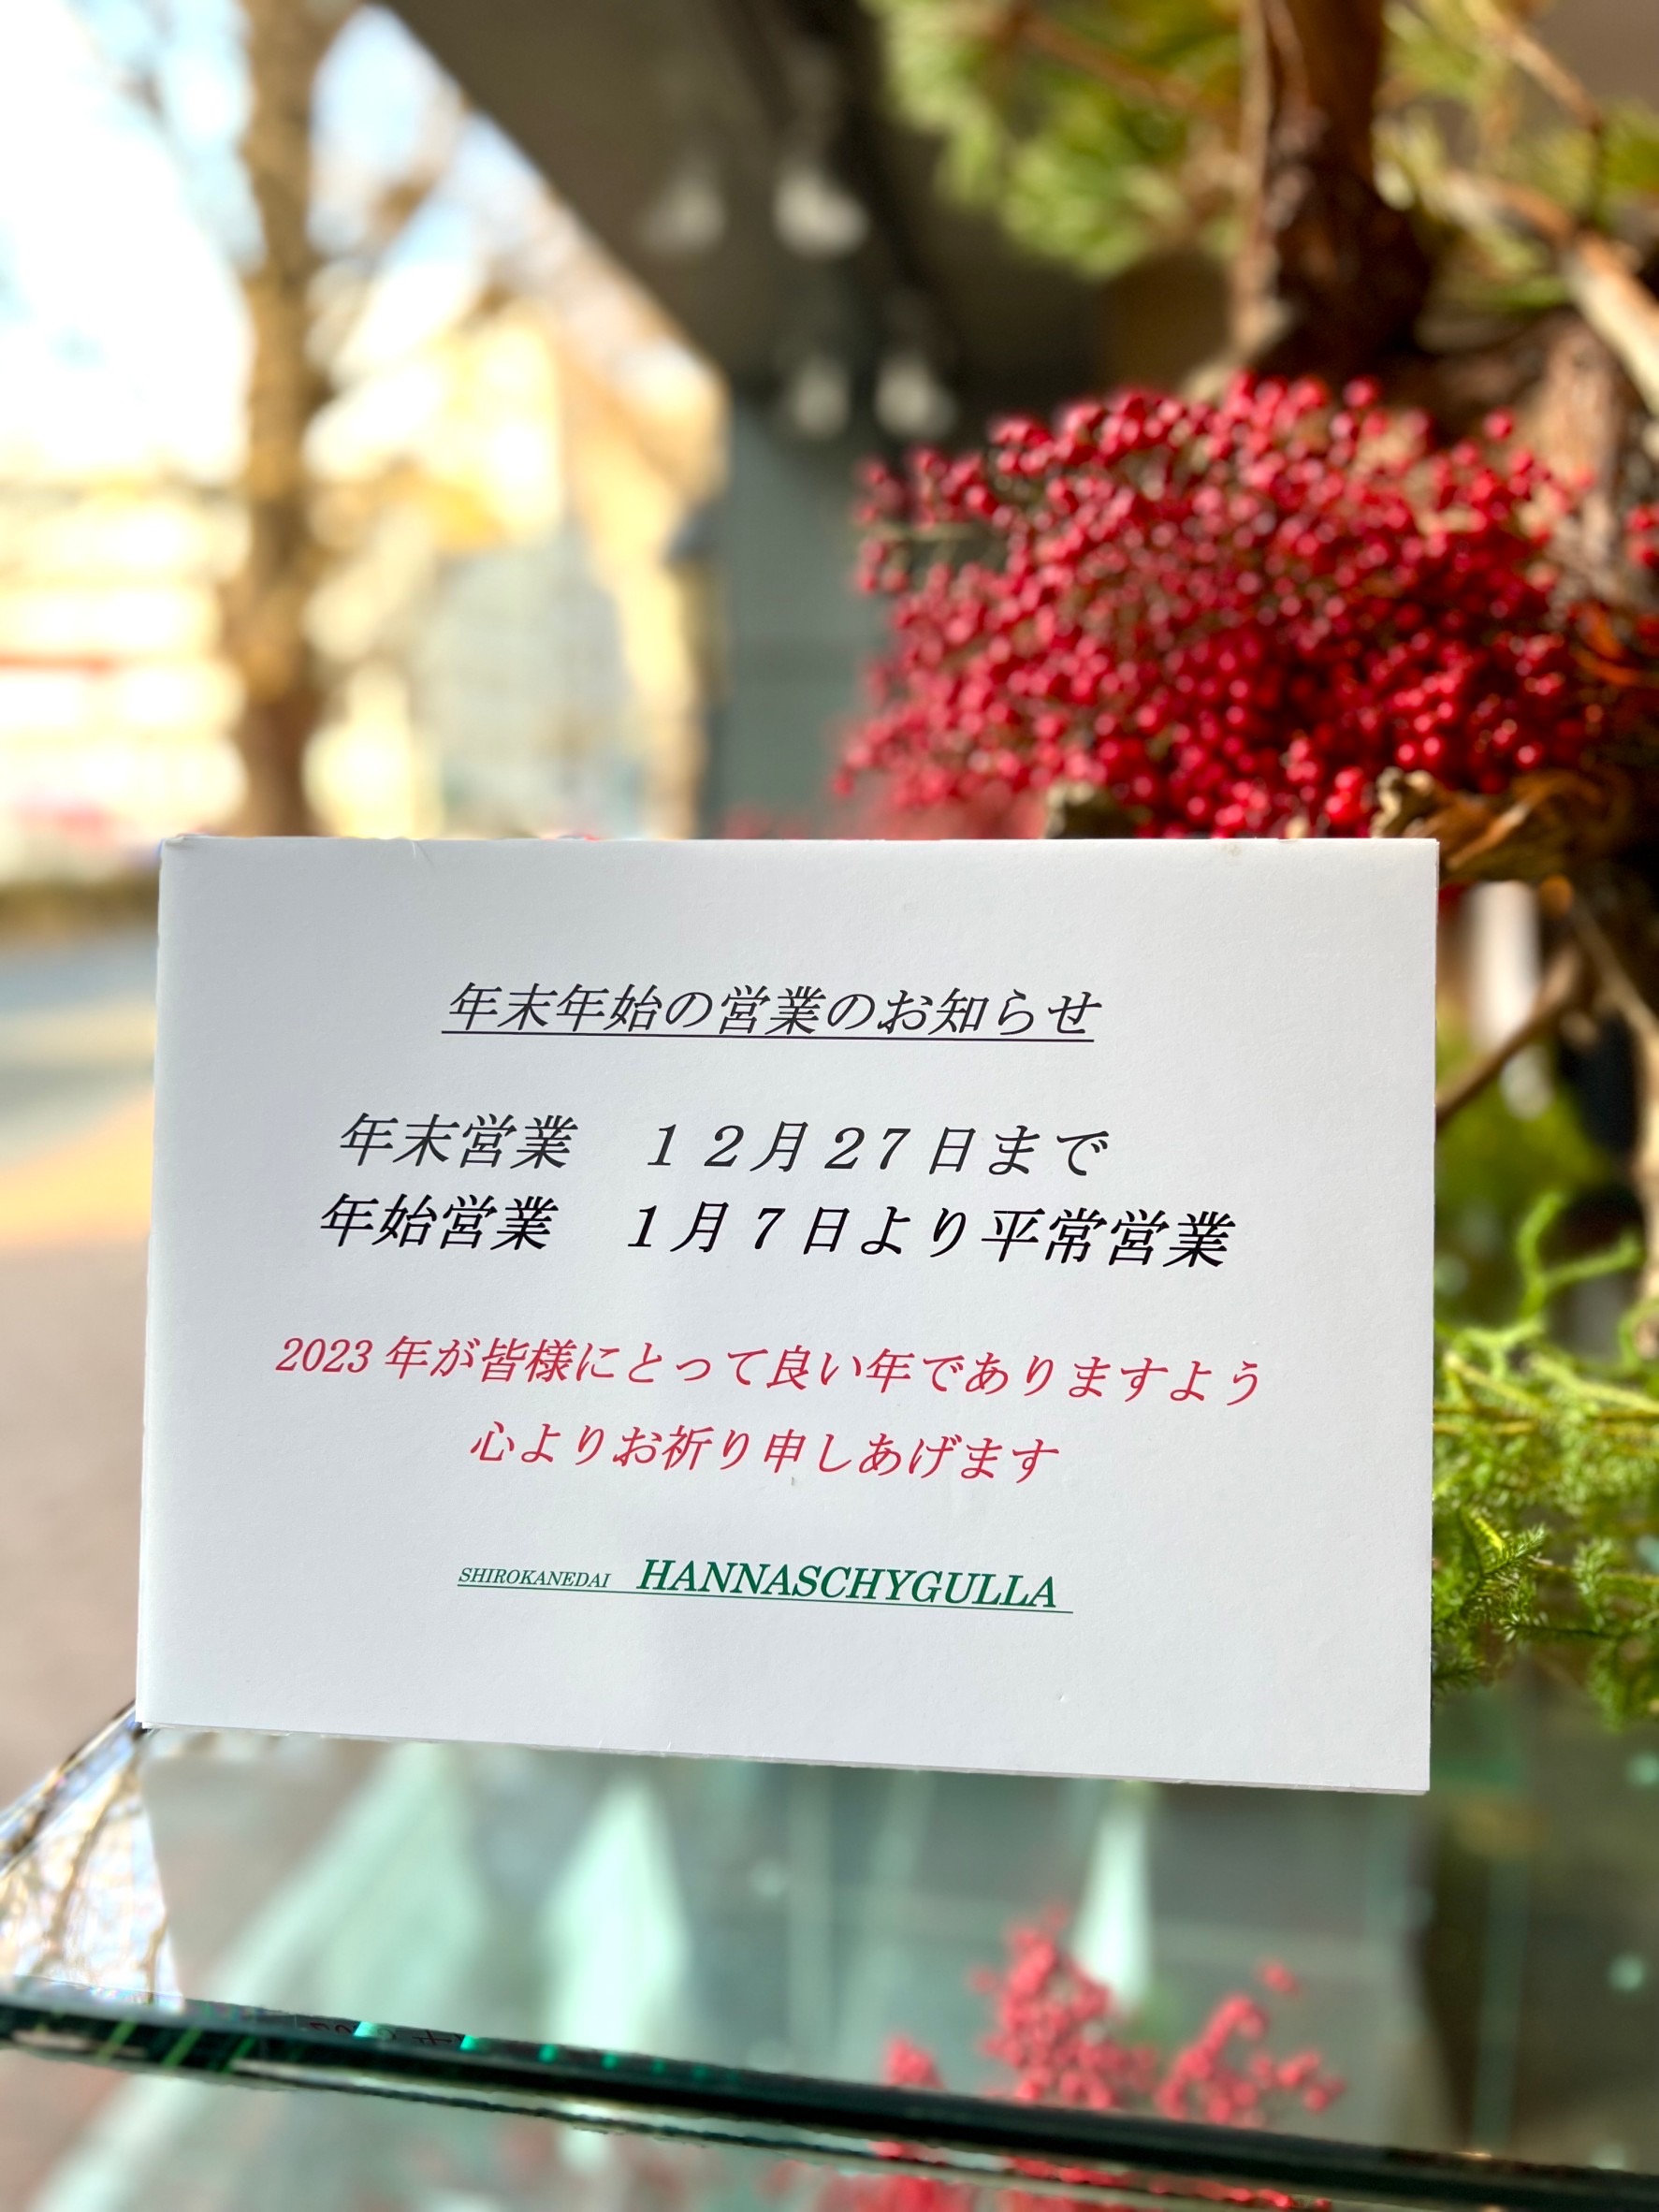 年末年始の営業のお知らせ
年末営業　１２月２７日まで
年始営業　１月７日より平常営業
2023 年が皆様にとって良い年でありますよう
心よりお祈り申しあげます
SHIROKANEDAI　HANNASCHYGULLA